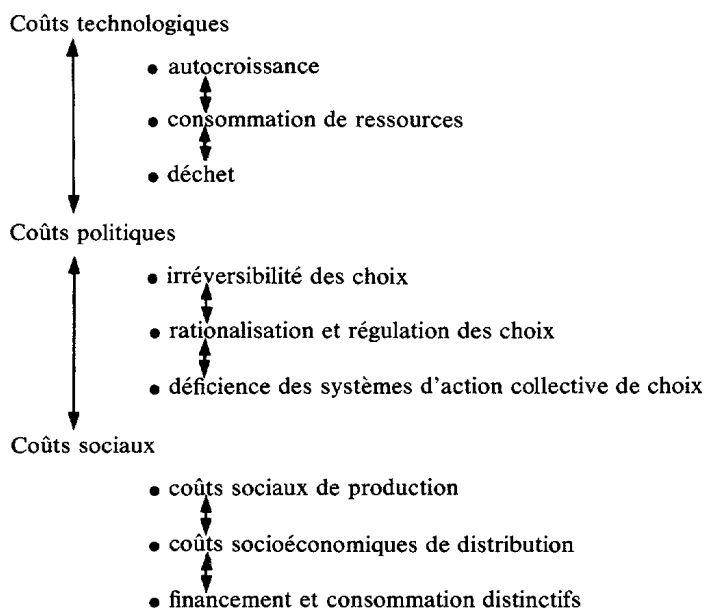 Coûts technologiques
• autocroissance
• consommation de ressources
• déchet
Coûts politiques
• irréversibilité des choix
• rationalisation et régulation des choix
• déficience des systèmes d'action collective de choix
Coûts sociaux
• coûts sociaux de production
• coûts socioéconomiques de distribution
• financement et consommation distinctifs